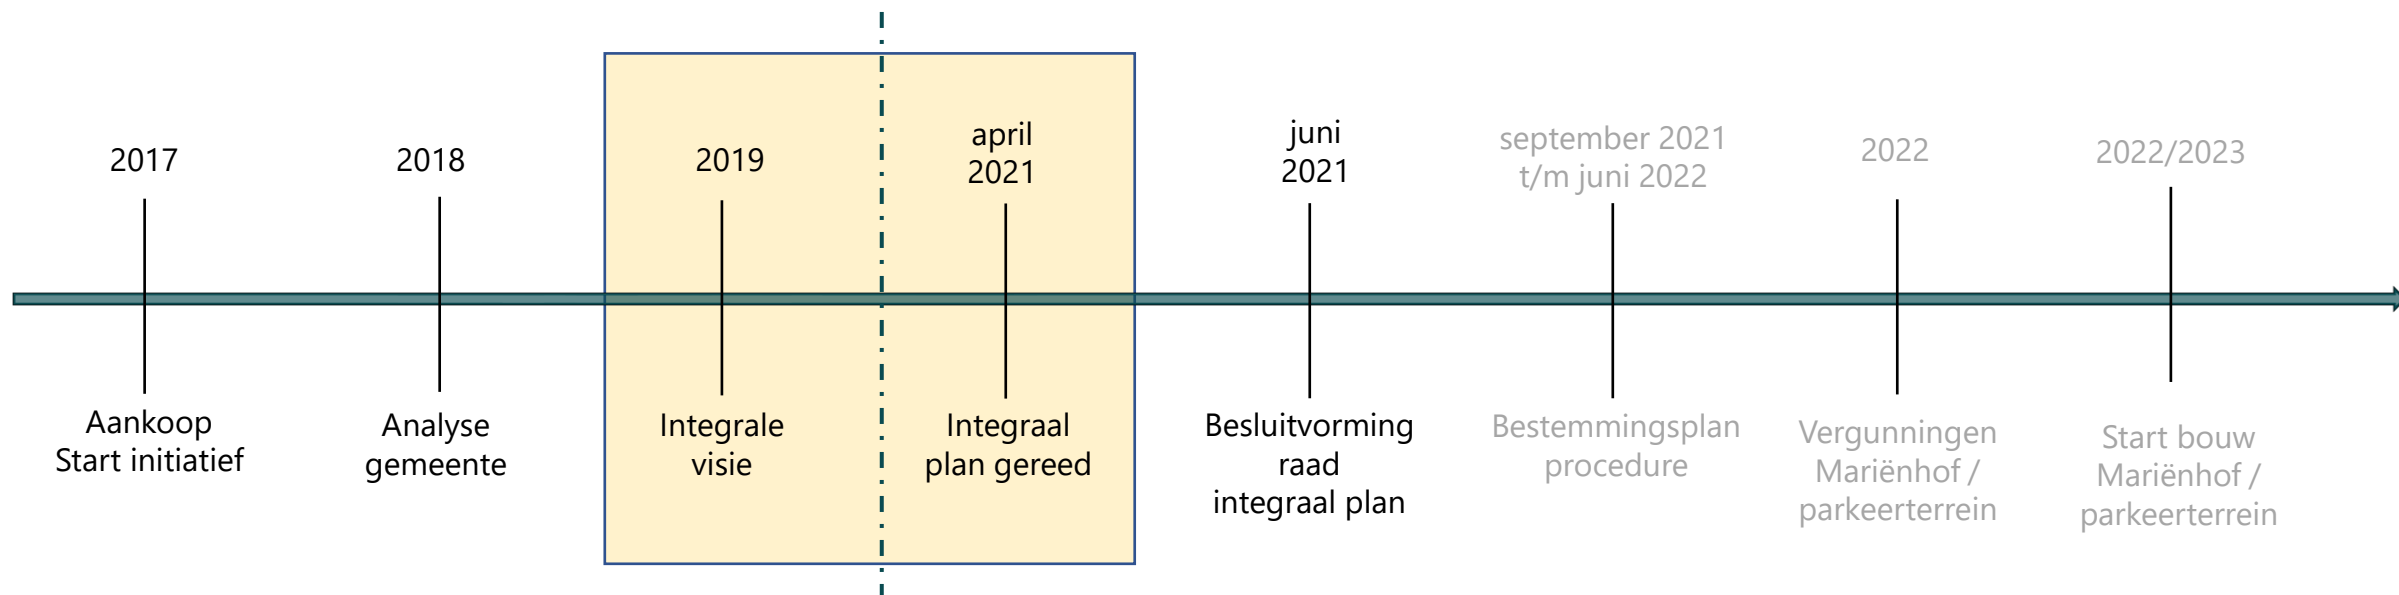 2017
2018
2019
april
2021
juni
2021
september 2021
t/m juni 2022
2022
2022/2023
Aankoop
Start initiatief
Analyse
gemeente
Integrale
visie
Integraal
plan gereed
Besluitvorming
raad
integraal plan
Bestemmingsplan
procedure
Vergunningen
Mariënhof /
parkeerterrein
Start bouw
Mariënhof /
parkeerterrein